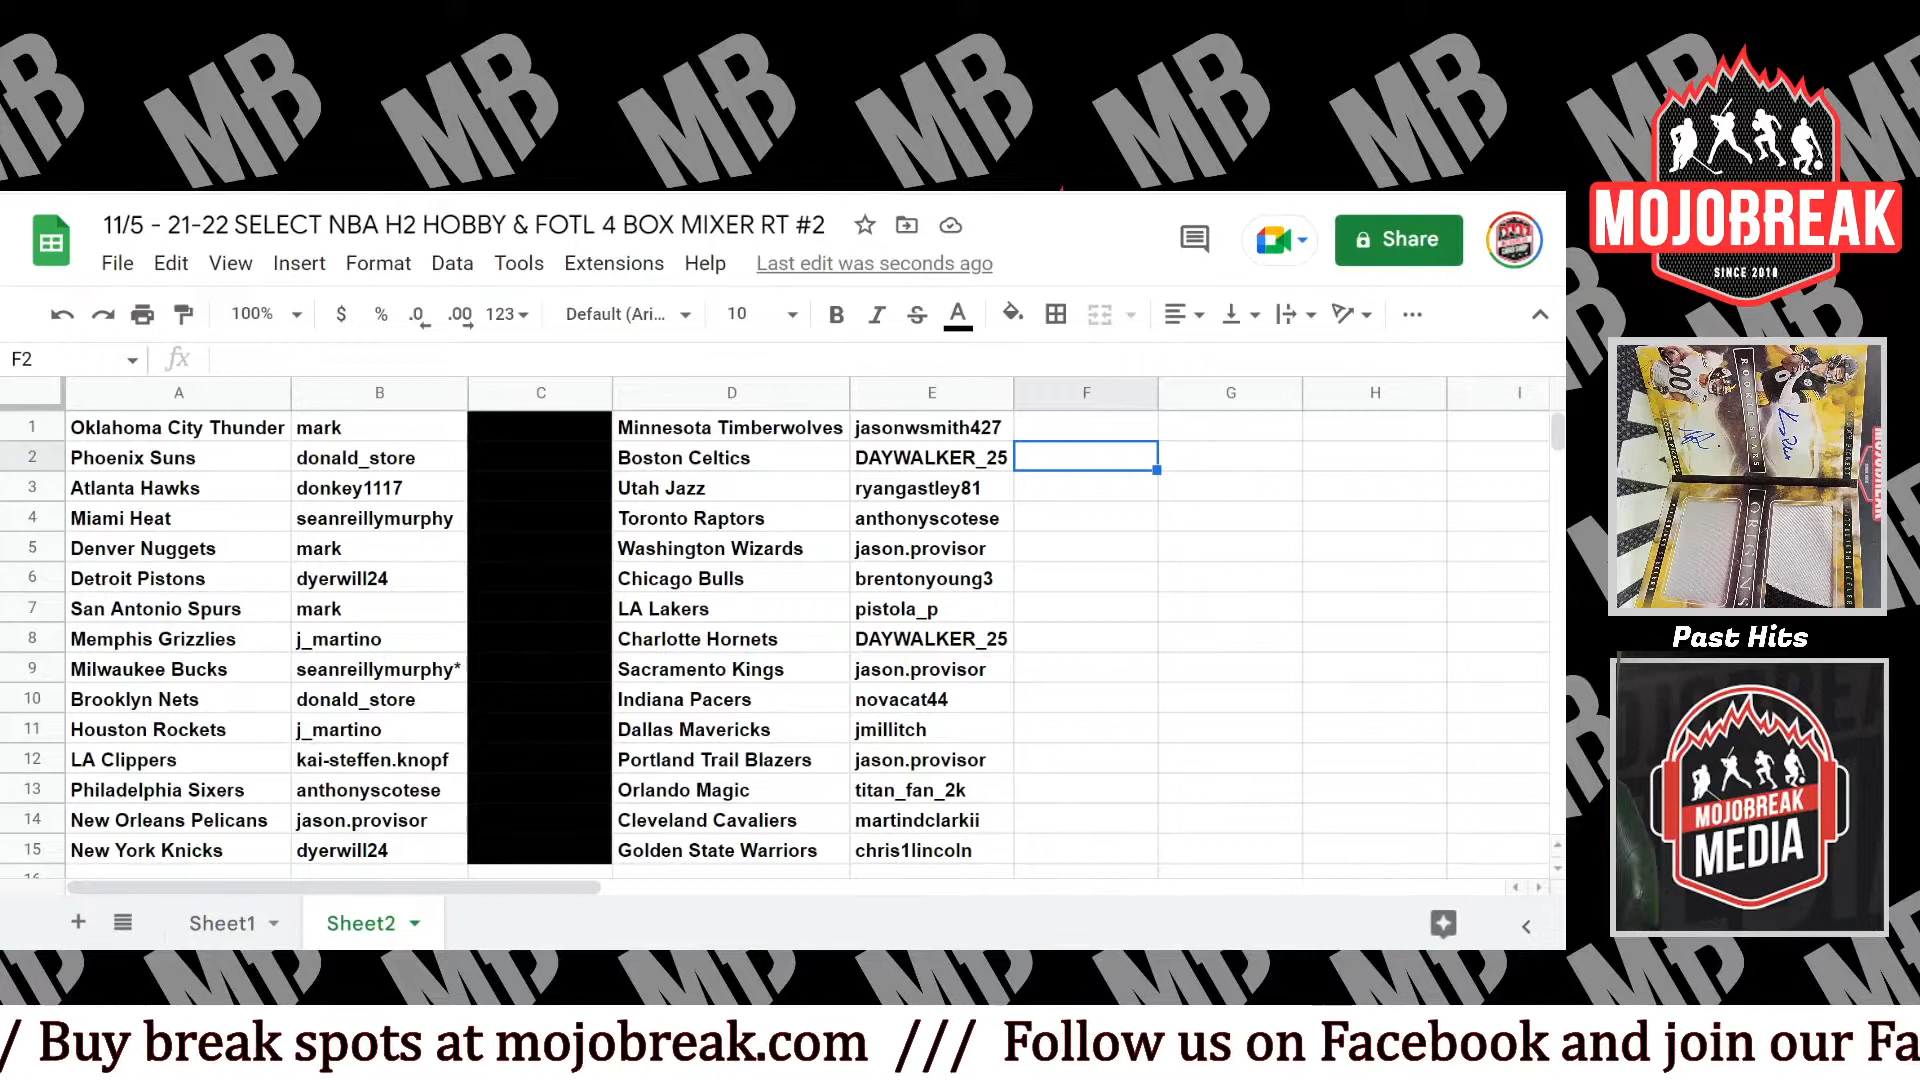 11/5 - 21-22 SELECT NBA H2 HOBBY & FOTL 4 BOX MIXER RT #2
Share
File Edit View Insert Format Data Tools Extensions Help Last edit was seconds ago
100% $ % .0 .00 123 Default (Ari... 10 B I S A
F2 fx
A B C D E F G H I
1 Oklahoma City Thunder mark Minnesota Timberwolves jasonwsmith427
2 Phoenix Suns donald_store Boston Celtics DAYWALKER_25
3 Atlanta Hawks donkey1117 Utah Jazz ryangastley81
4 Miami Heat seanreillymurphy Toronto Raptors anthonyscotese
5 Denver Nuggets mark Washington Wizards jason.provisor
6 Detroit Pistons dyerwill24 Chicago Bulls brentonyoung3
7 San Antonio Spurs mark LA Lakers pistola_p
8 Memphis Grizzlies j_martino Charlotte Hornets DAYWALKER_25
9 Milwaukee Bucks seanreillymurphy* Sacramento Kings jason.provisor
10 Brooklyn Nets donald_store Indiana Pacers novacat44
11 Houston Rockets j_martino Dallas Mavericks jmillitch
12 LA Clippers kai-steffen.knopf Portland Trail Blazers jason.provisor
13 Philadelphia Sixers anthonyscotese Orlando Magic titan_fan_2k
14 New Orleans Pelicans jason.provisor Cleveland Cavaliers martindclarkii
15 New York Knicks dyerwill24 Golden State Warriors chris1lincoln
Sheet1 Sheet2
MOJOBREAK
SINCE 2010
ROOKIE STARS
ORIGINS
Past Hits
MOJOBREAK
MEDIA
/ Buy break spots at mojobreak.com /// Follow us on Facebook and join our Fa